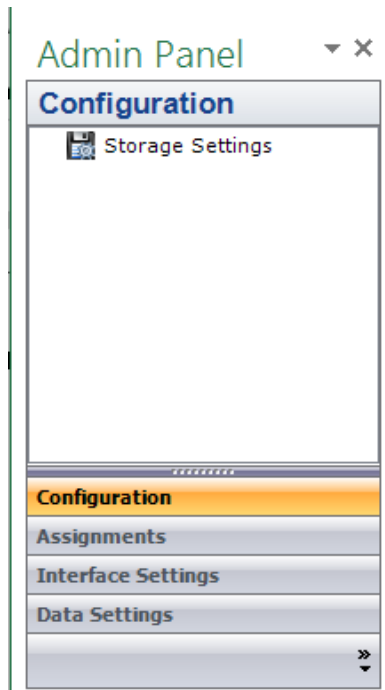 Admin Panel
Configuration
Storage Settings
Configuration
Assignments
Interface Settings
Data Settings